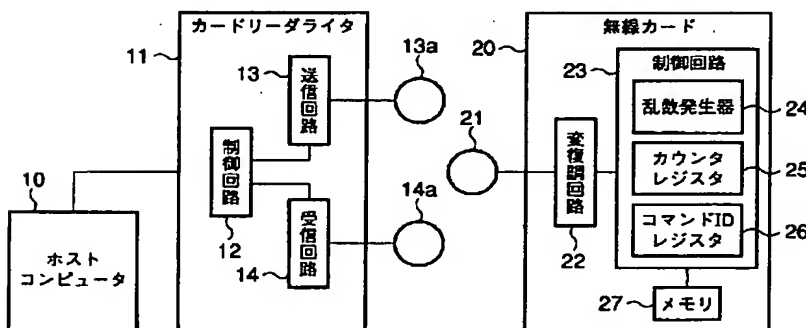 カードリーダライタ
11
13
送信回路
13a
制御回路
12
受信回路
14
14a
10
ホスト
コンピュータ
無線カード
20
21
変復調回路
22
制御回路
23
乱数発生器
24
カウンタ
レジスタ
25
コマンドID
レジスタ
26
27
メモリ